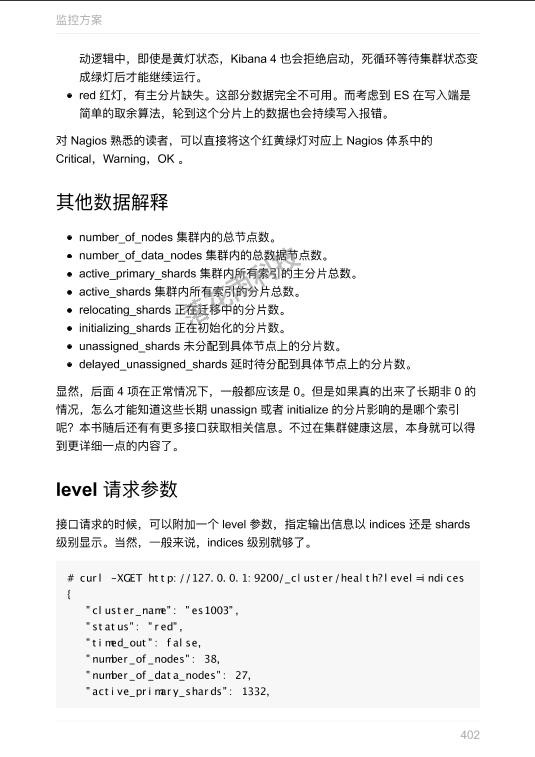 监控方案
动逻辑中，即使是黄灯状态，Kibana 4 也会拒绝启动，死循环等待集群状态变
成绿灯后才能继续运行。
• red 红灯，有主分片缺失。这部分数据完全不可用。而考虑到 ES 在写入端是
简单的取余算法，轮到这个分片上的数据也会持续写入报错。
对 Nagios 熟悉的读者，可以直接将这个红黄绿灯对应上 Nagios 体系中的
Critical，Warning，OK 。
其他数据解释
• number_of_nodes 集群内的总节点数。
• number_of_data_nodes 集群内的总数据节点数。
• active_primary_shards 集群内所有索引的主分片总数。
• active_shards 集群内所有索引的分片总数。
• relocating_shards 正在迁移中的分片数。
• initializing_shards 正在初始化的分片数。
• unassigned_shards 未分配到具体节点上的分片数。
• delayed_unassigned_shards 延时待分配到具体节点上的分片数。
显然，后面 4 项在正常情况下，一般都应该是 0。但是如果真的出来了长期非 0 的
情况，怎么才能知道这些长期 unassign 或者 initialize 的分片影响的是哪个索引
呢？本书随后还有有更多接口获取相关信息。不过在集群健康这层，本身就可以得
到更详细一点的内容了。
level 请求参数
接口请求的时候，可以附加一个 level 参数，指定输出信息以 indices 还是 shards
级别显示。当然，一般来说，indices 级别就够了。
# curl -XGET http://127.0.0.1:9200/_cluster/health?level=indices
{
"cluster_name": "es1003",
"status": "red",
"timed_out": false,
"number_of_nodes": 38,
"number_of_data_nodes": 27,
"active_primary_shards": 1332,
402